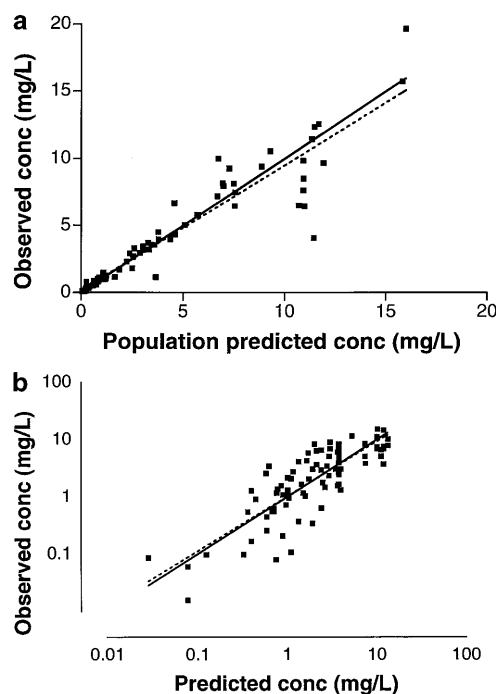 a
20
15
10
5
0
Observed conc (mg/L)
0 5 10 15 20
Population predicted conc (mg/L)
b
100
10
1
0.1
Observed conc (mg/L)
0.01 0.1 1 10 100
Predicted conc (mg/L)